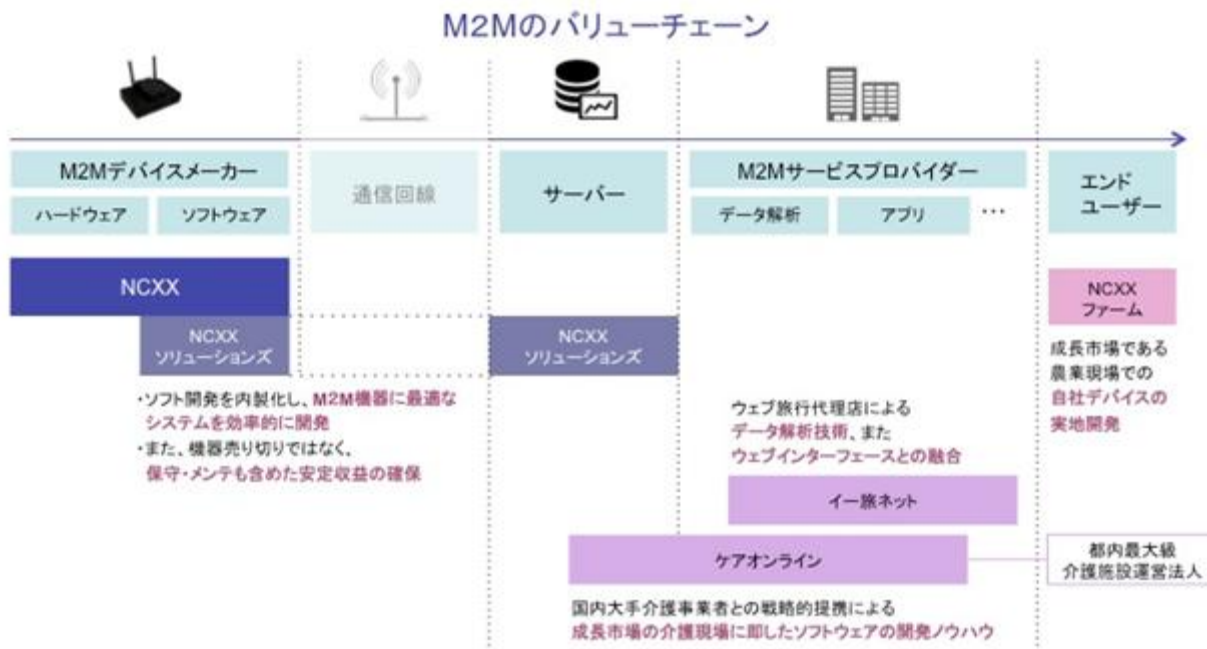 M2Mのバリューチェーン
M2Mデバイスメーカー
ハードウェア
ソフトウェア
通信回線
サーバー
M2Mサービスプロバイダー
データ解析
アプリ
…
エンド
ユーザー
NCXX
NCXX
ソリューションズ
NCXX
ソリューションズ
NCXX
ファーム
・ソフト開発を内製化し、M2M機器に最適な
システムを効率的に開発
・また、機器売り切りではなく、
保守・メンテも含めた安定収益の確保
成長市場である
農業現場での
自社デバイスの
実地開発
ウェブ旅行代理店による
データ解析技術、また
ウェブインターフェースとの融合
イー旅ネット
ケアオンライン
都内最大級
介護施設運営法人
国内大手介護事業者との戦略的提携による
成長市場の介護現場に即したソフトウェアの開発ノウハウ